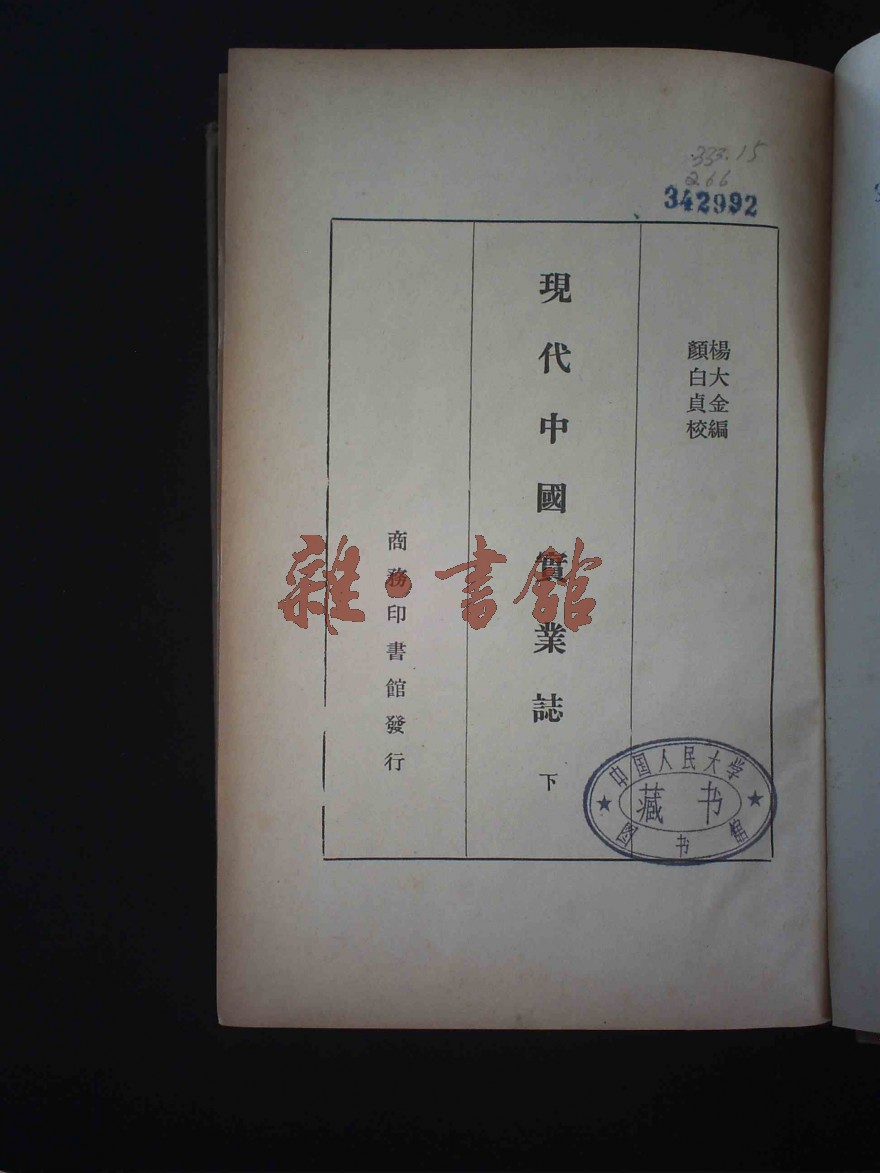 333.15
266
342992
楊大金編
顏白貞校
現代中國實業誌 下
商務印書館發行
雜·書館
中国人民大学
藏书
图书馆